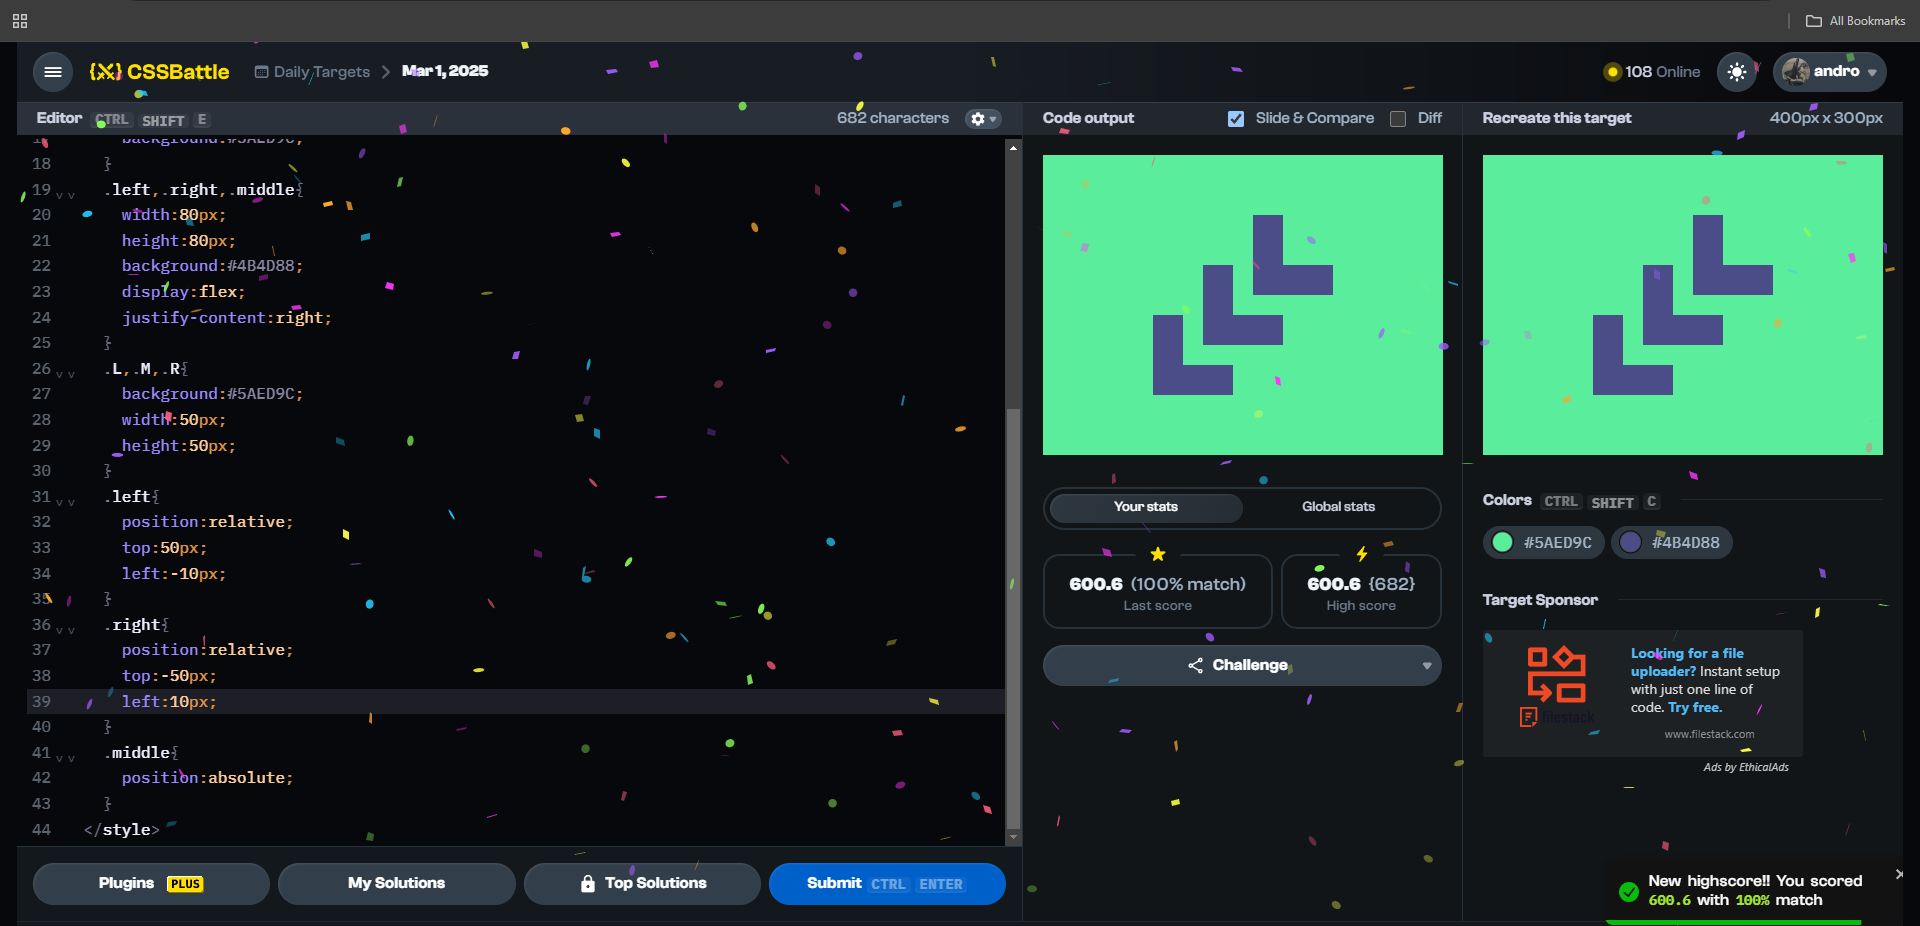 All Bookmarks
CSSBattle
Daily Targets
Mar 1, 2025
108 Online
andro
Editor CTRL SHIFT E
682 characters
Code output
Slide & Compare
Diff
Recreate this target
400px x 300px
background:#5AED9C;
18 }
19 .left,.right,.middle{
20 width:80px;
21 height:80px;
22 background:#4B4D88;
23 display:flex;
24 justify-content:right;
25 }
26 .L,.M,.R{
27 background:#5AED9C;
28 width:50px;
29 height:50px;
30 }
31 .left{
32 position:relative;
33 top:50px;
34 left:-10px;
35 }
36 .right{
37 position:relative;
38 top:-50px;
39 left:10px;
40 }
41 .middle{
42 position:absolute;
43 }
44 </style>
Plugins PLUS
My Solutions
Top Solutions
Submit CTRL ENTER
Your stats
Global stats
600.6 (100% match)
Last score
600.6 {682}
High score
Challenge
Colors CTRL SHIFT C
#5AED9C
#4B4D88
Target Sponsor
filestack
Looking for a file
uploader? Instant setup
with just one line of
code. Try free.
www.filestack.com
Ads by EthicalAds
New highscore!! You scored
600.6 with 100% match